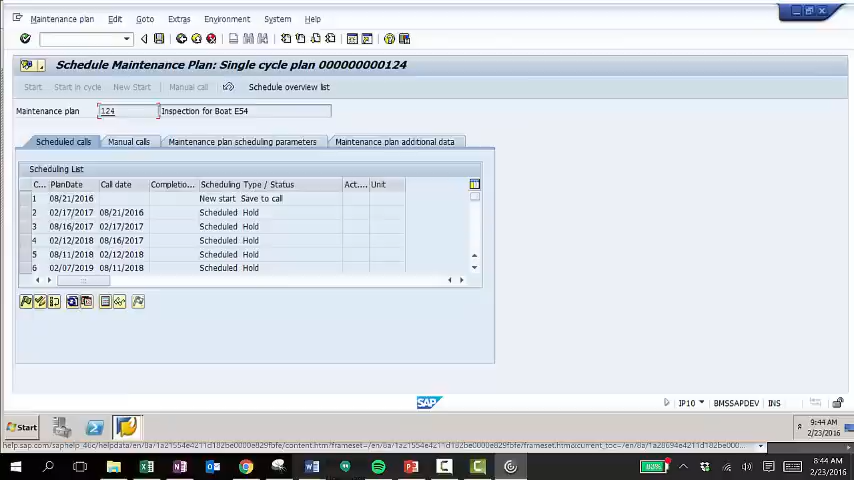 Maintenance plan Edit Goto Extras Environment System Help
Schedule Maintenance Plan: Single cycle plan 000000000124
Start Start in cycle New Start Manual call Schedule overview list
Maintenance plan 124 Inspection for Boat E54
Scheduled calls Manual calls Maintenance plan scheduling parameters Maintenance plan additional data
Scheduling List
C... PlanDate Call date Completio... Scheduling Type / Status Act.... Unit
1 08/21/2016 New start Save to call
2 02/17/2017 08/21/2016 Scheduled Hold
3 08/16/2017 02/17/2017 Scheduled Hold
4 02/12/2018 08/16/2017 Scheduled Hold
5 08/11/2018 02/12/2018 Scheduled Hold
6 02/07/2019 08/11/2018 Scheduled Hold
SAP
IP10 BMSSAPDEV INS
Start
9:44 AM
2/23/2016
8:44 AM
2/23/2016